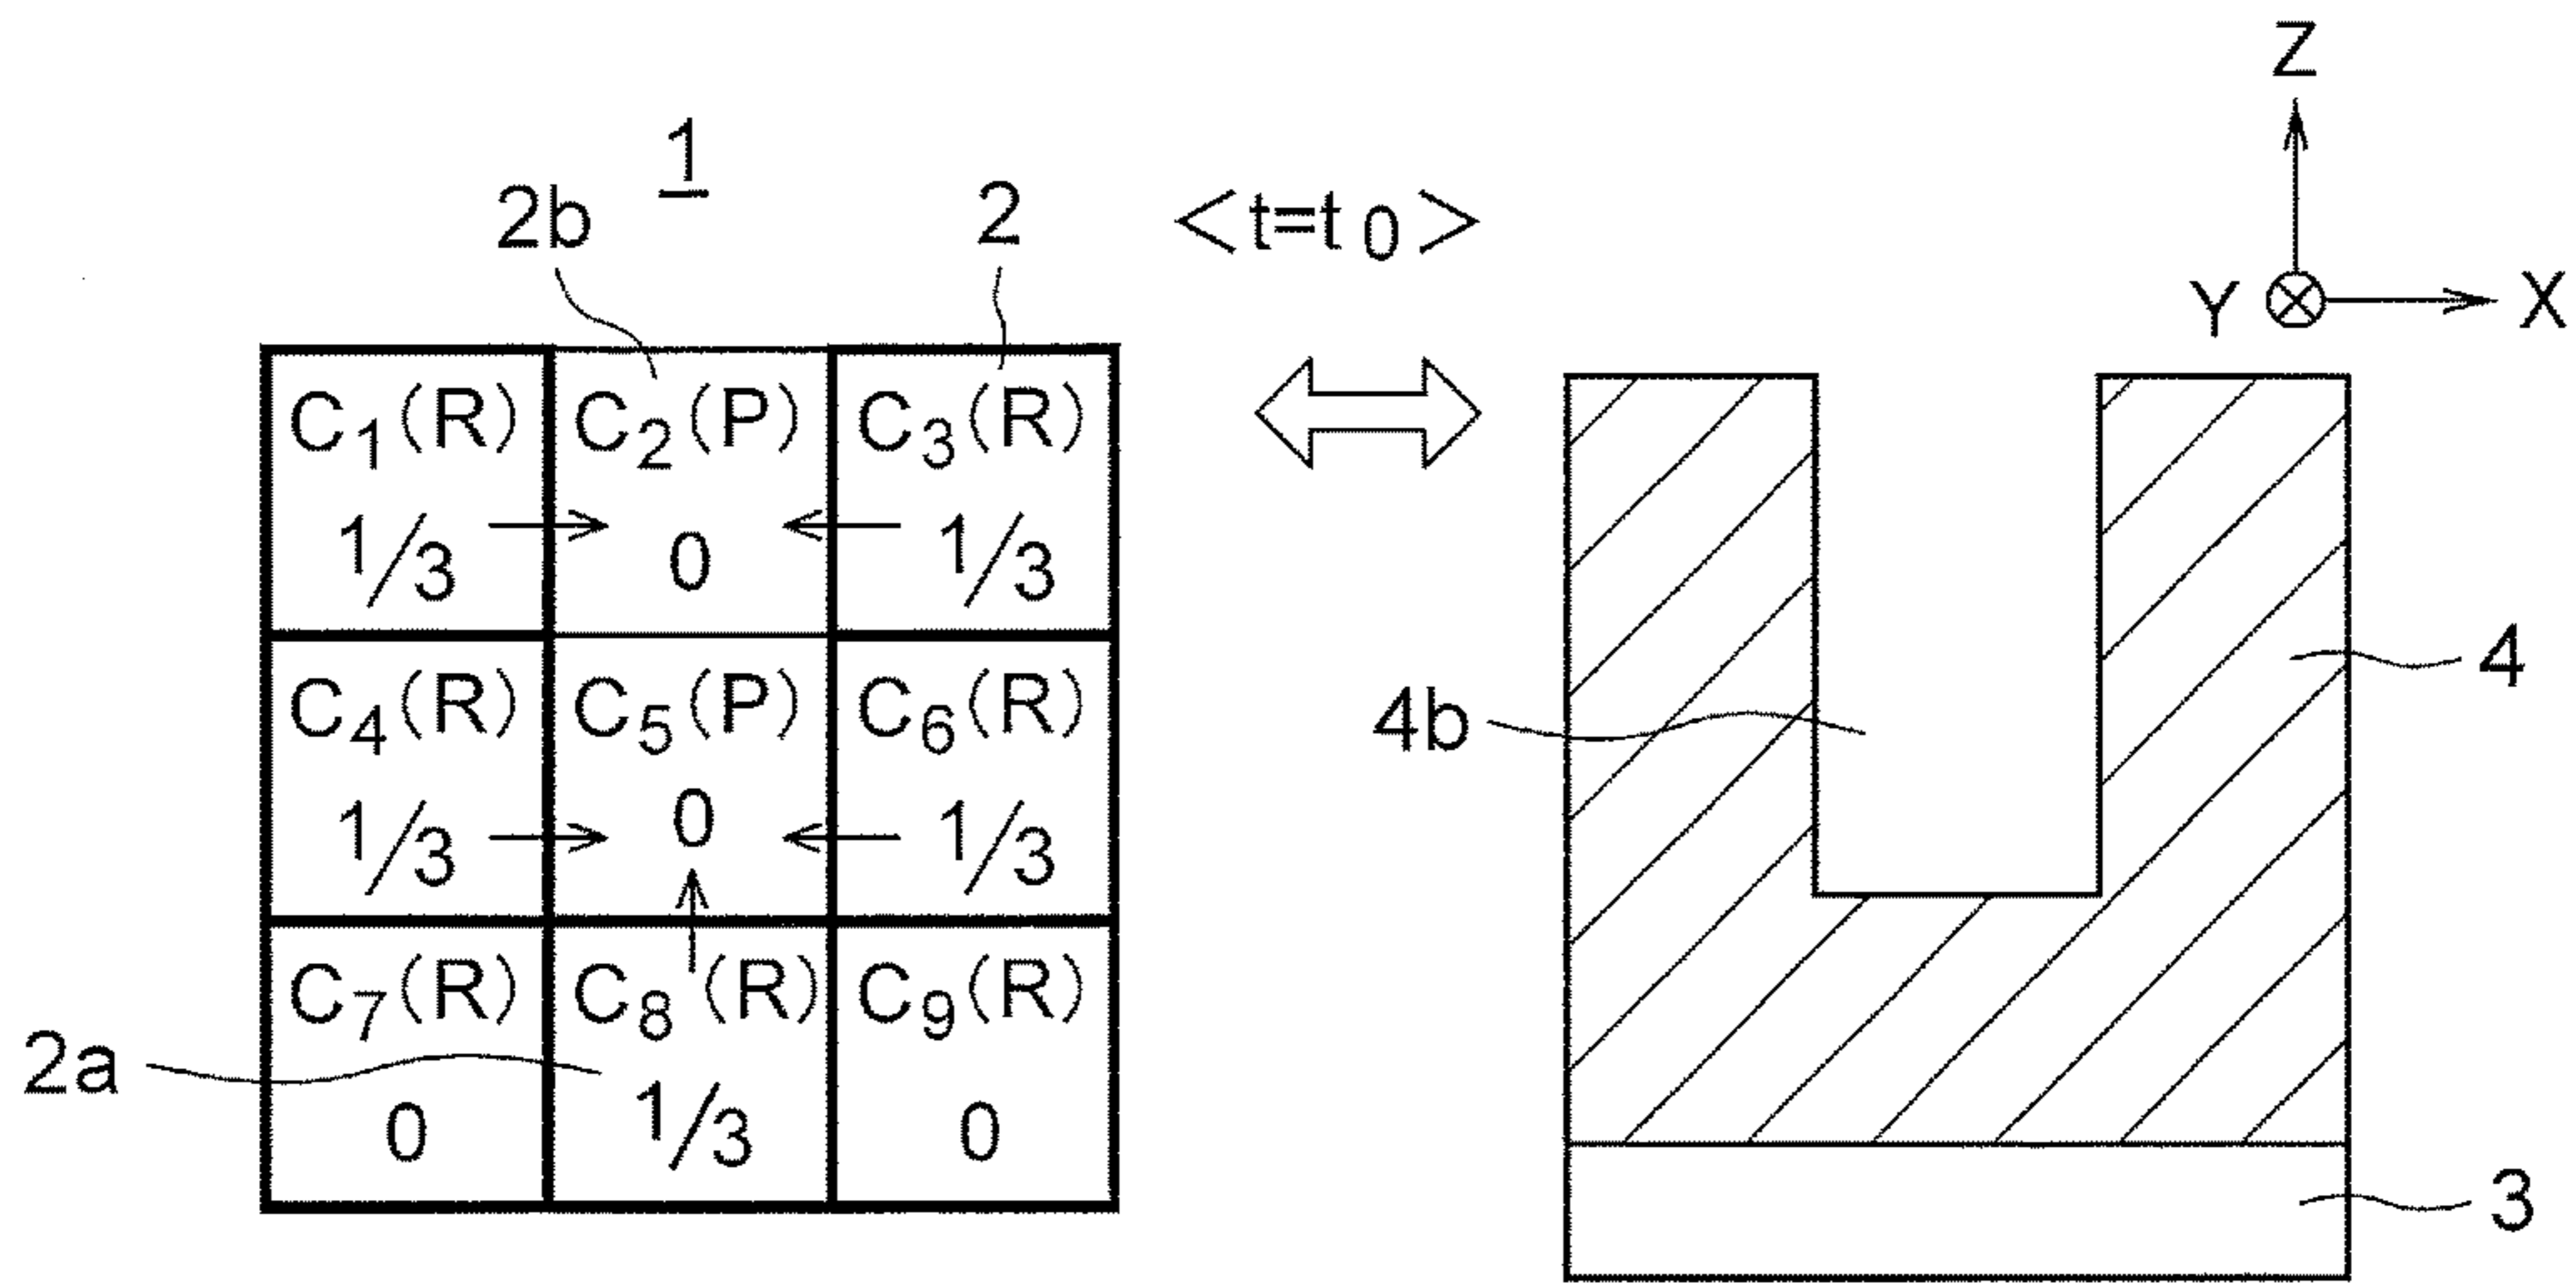 Z
1
2b
2
<t=t0>
Y
X
C1(R)
C2(P)
C3(R)
1/3
0
1/3
C4(R)
C5(P)
C6(R)
4
4b
1/3
0
1/3
C7(R)
C8(R)
C9(R)
2a
0
1/3
0
3